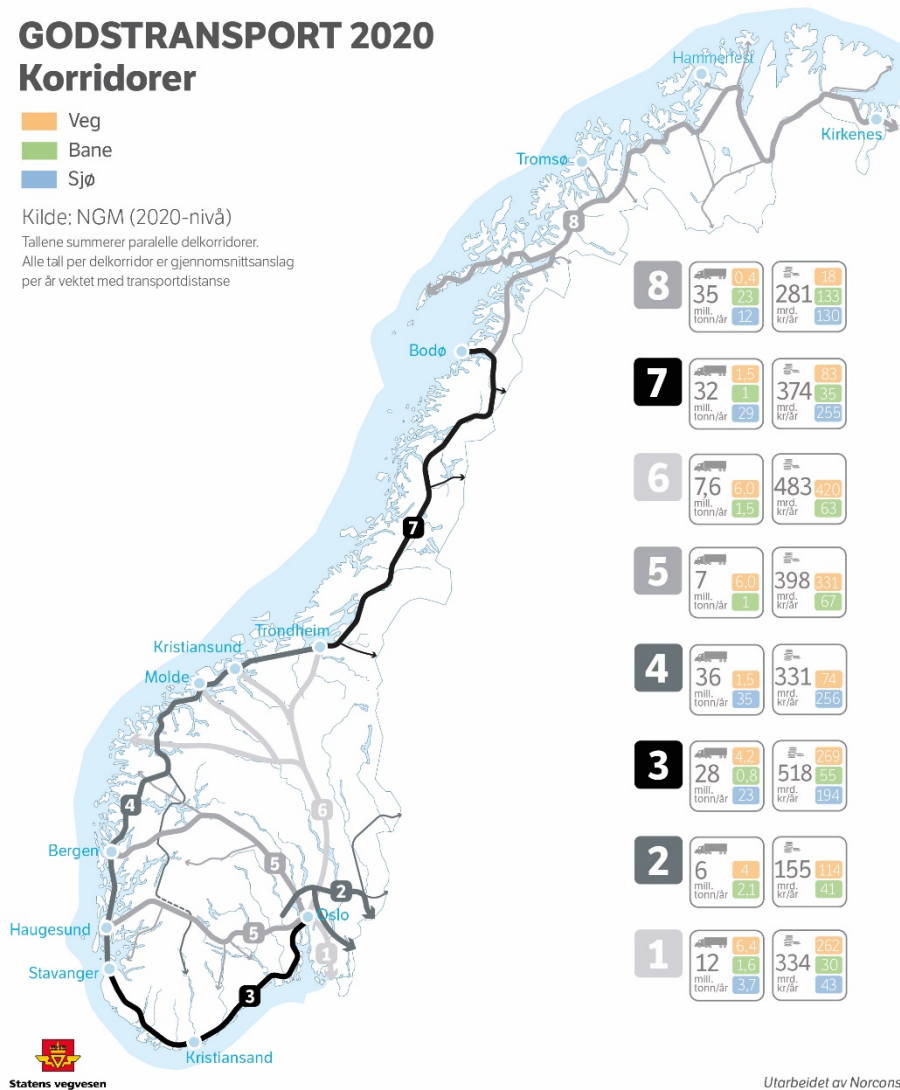 GODSTRANSPORT 2020
Korridorer
Veg
Bane
Sjø
Kilde: NGM (2020-nivå)
Tallene summerer paralelle delkorridorer.
Alle tall per delkorridor er gjennomsnittsanslag
per år vektet med transportdistanse
Hammerfest
Kirkenes
Tromsø
8
Bodø
7
Trondheim
Kristiansund
Molde
6
4
Bergen
5
2
Oslo
Haugesund
5
1
Stavanger
3
Kristiansand
8
35
mill.
tonn/år
0,4
23
12
281
mrd.
kr/år
18
133
130
7
32
mill.
tonn/år
1,5
1
29
374
mrd.
kr/år
83
35
255
6
7,6
mill.
tonn/år
6,0
1,5
483
mrd.
kr/år
420
63
5
7
mill.
tonn/år
6,0
1
398
mrd.
kr/år
331
67
4
36
mill.
tonn/år
1,5
35
331
mrd.
kr/år
74
256
3
28
mill.
tonn/år
4,2
0,8
23
518
mrd.
kr/år
269
55
194
2
6
mill.
tonn/år
4
2,1
155
mrd.
kr/år
114
41
1
12
mill.
tonn/år
6,4
1,6
3,7
334
mrd.
kr/år
262
30
43
Statens vegvesen
Utarbeidet av Norcons